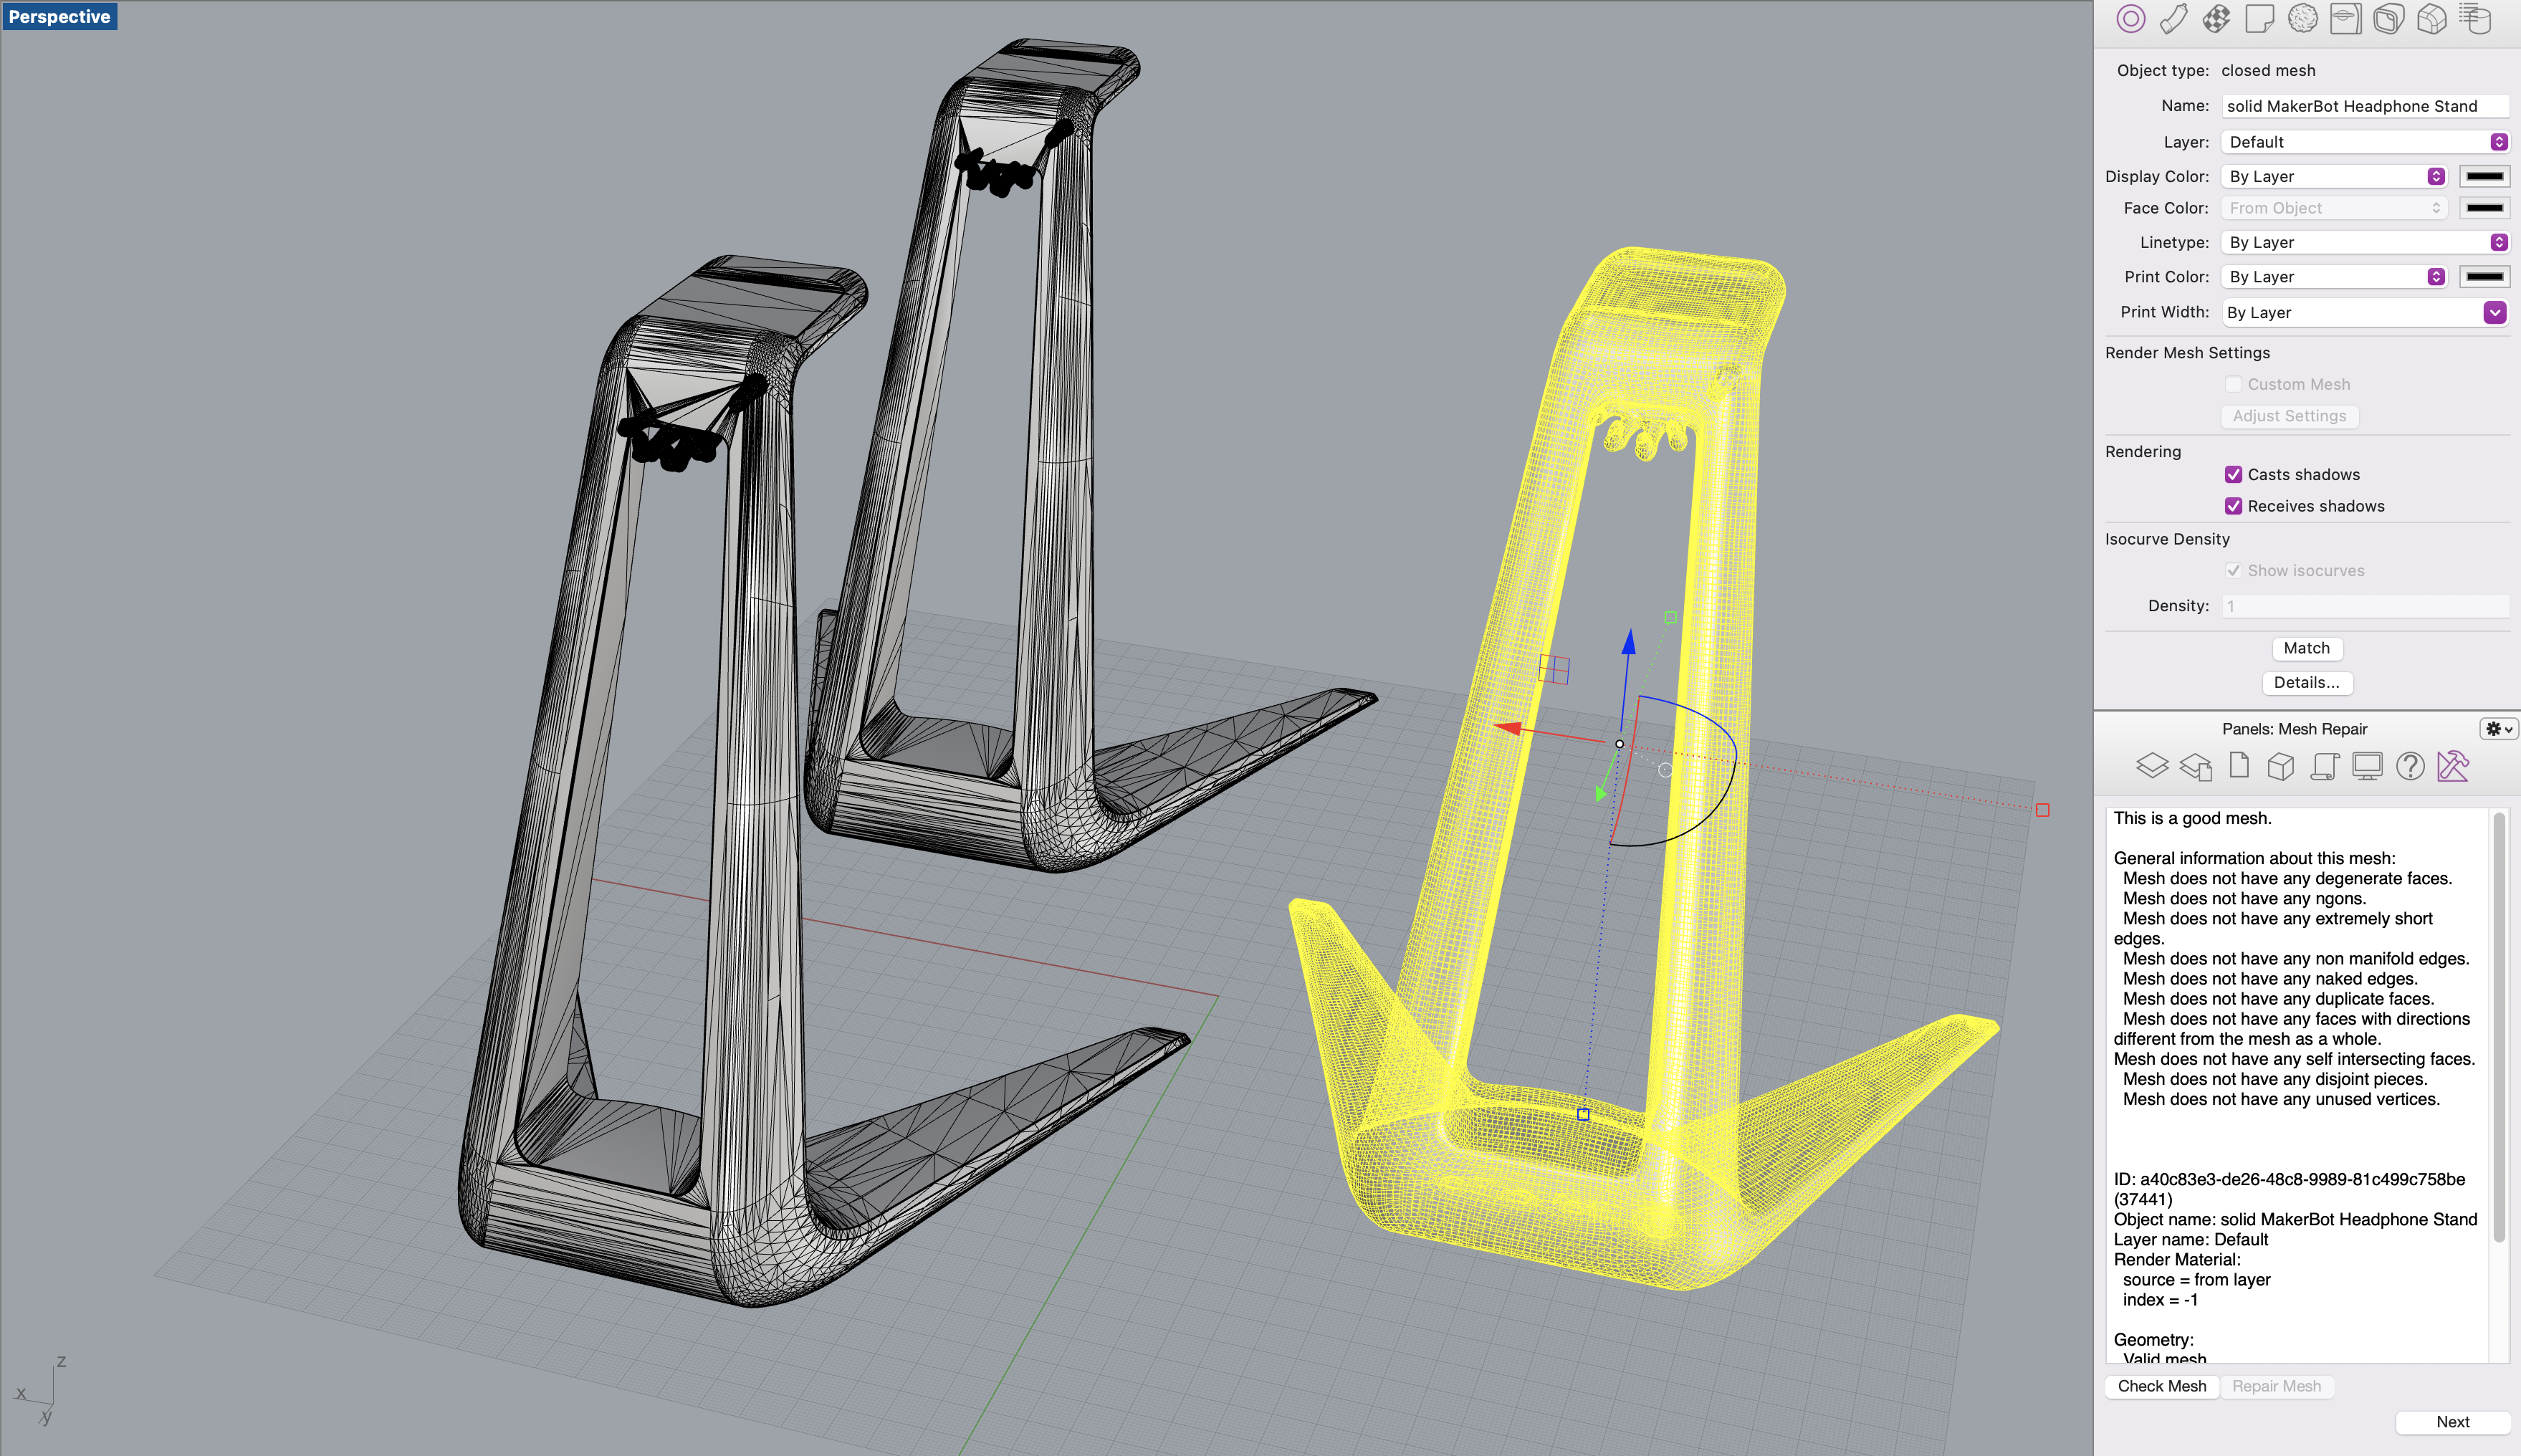 Perspective
z
x
y
Object type: closed mesh
Name: solid MakerBot Headphone Stand
Layer: Default
Display Color: By Layer
Face Color: From Object
Linetype: By Layer
Print Color: By Layer
Print Width: By Layer
Render Mesh Settings
Custom Mesh
Adjust Settings
Rendering
Casts shadows
Receives shadows
Isocurve Density
Show isocurves
Density: 1
Match
Details...
Panels: Mesh Repair
This is a good mesh.
General information about this mesh:
Mesh does not have any degenerate faces.
Mesh does not have any ngons.
Mesh does not have any extremely short
edges.
Mesh does not have any non manifold edges.
Mesh does not have any naked edges.
Mesh does not have any duplicate faces.
Mesh does not have any faces with directions
different from the mesh as a whole.
Mesh does not have any self intersecting faces.
Mesh does not have any disjoint pieces.
Mesh does not have any unused vertices.
ID: a40c83e3-de26-48c8-9989-81c499c758be
(37441)
Object name: solid MakerBot Headphone Stand
Layer name: Default
Render Material:
source = from layer
index = -1
Geometry:
Valid mesh
Check Mesh Repair Mesh
Next